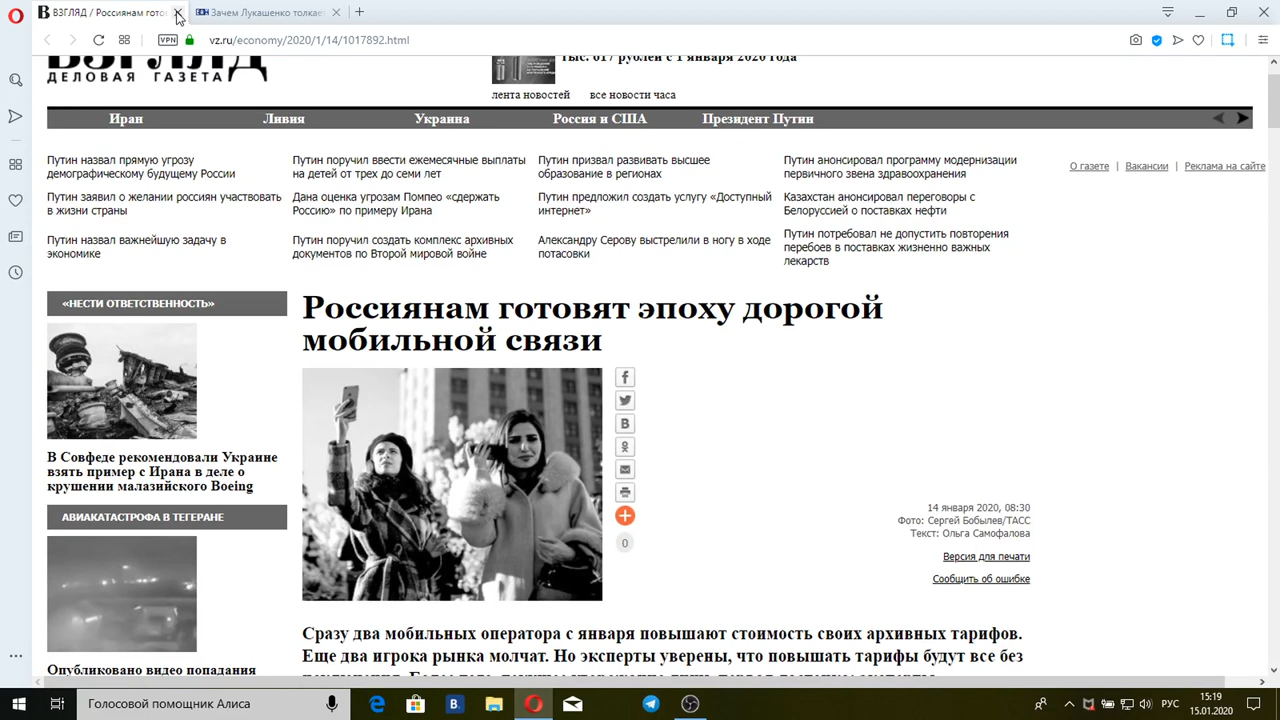 ВЗГЛЯД / Россиянам гото
Зачем Лукашенко толкае
VPN
vz.ru/economy/2020/1/14/1017892.html
ВЗГЛЯД
ДЕЛОВАЯ ГАЗЕТА
тыс. 617 рублей с 1 января 2020 года
лента новостей все новости часа
Иран Ливия Украина Россия и США Президент Путин
О газете | Вакансии | Реклама на сайте
Путин назвал прямую угрозу
демографическому будущему России
Путин поручил ввести ежемесячные выплаты
на детей от трех до семи лет
Путин призвал развивать высшее
образование в регионах
Путин анонсировал программу модернизации
первичного звена здравоохранения
Путин заявил о желании россиян участвовать
в жизни страны
Дана оценка угрозам Помпео «сдержать
Россию» по примеру Ирана
Путин предложил создать услугу «Доступный
интернет»
Казахстан анонсировал переговоры с
Белоруссией о поставках нефти
Путин назвал важнейшую задачу в
экономике
Путин поручил создать комплекс архивных
документов по Второй мировой войне
Александру Серову выстрелили в ногу в ходе
потасовки
Путин потребовал не допустить повторения
перебоев в поставках жизненно важных
лекарств
«НЕСТИ ОТВЕТСТВЕННОСТЬ»
В Совфеде рекомендовали Украине
взять пример с Ирана в деле о
крушении малазийского Boeing
АВИАКАТАСТРОФА В ТЕГЕРАНЕ
Опубликовано видео попадания
Россиянам готовят эпоху дорогой
мобильной связи
0
14 января 2020, 08:30
Фото: Сергей Бобылев/ТАСС
Текст: Ольга Самофалова
Версия для печати
Сообщить об ошибке
Сразу два мобильных оператора с января повышают стоимость своих архивных тарифов.
Еще два игрока рынка молчат. Но эксперты уверены, что повышать тарифы будут все без
Голосовой помощник Алиса
РУС
15:19
15.01.2020